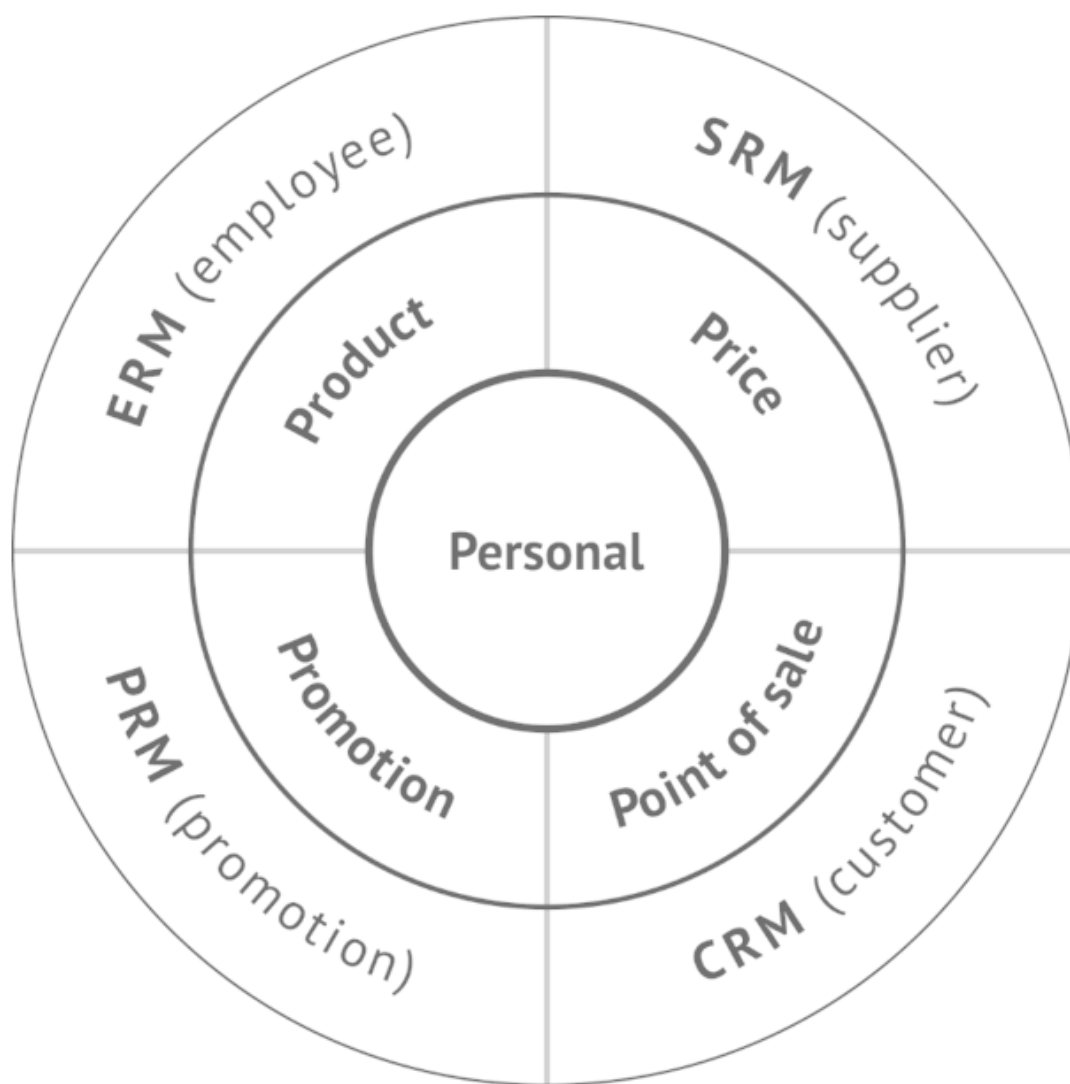 ERM (employee)
SRM (supplier)
Product
Price
Personal
Promotion
Point of sale
PRM (promotion)
CRM (customer)